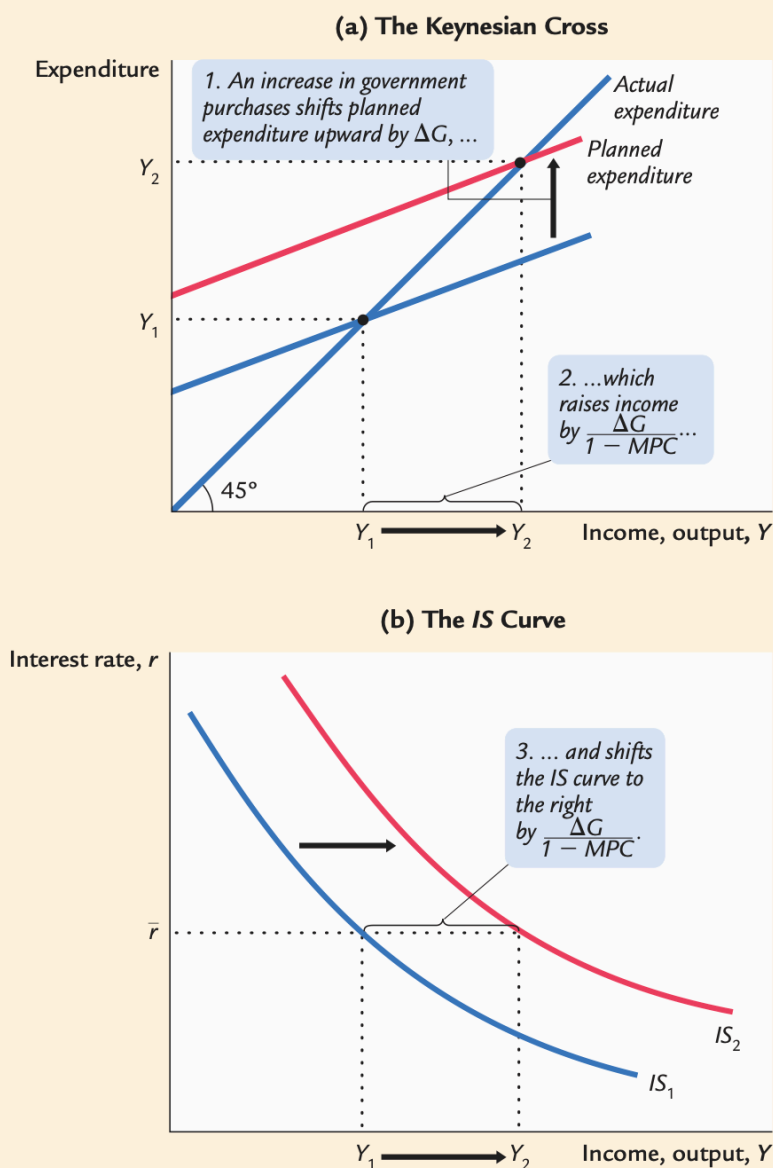 (a) The Keynesian Cross
Expenditure
1. An increase in government
purchases shifts planned
expenditure upward by ΔG, ...
Actual
expenditure
Planned
expenditure
Y₂
Y₁
2. ...which
raises income
by ΔG / 1 − MPC ...
45°
Y₁ Y₂ Income, output, Y
(b) The IS Curve
Interest rate, r
3. ... and shifts
the IS curve to
the right
by ΔG / 1 − MPC .
r̄
IS₂
IS₁
Y₁ Y₂ Income, output, Y